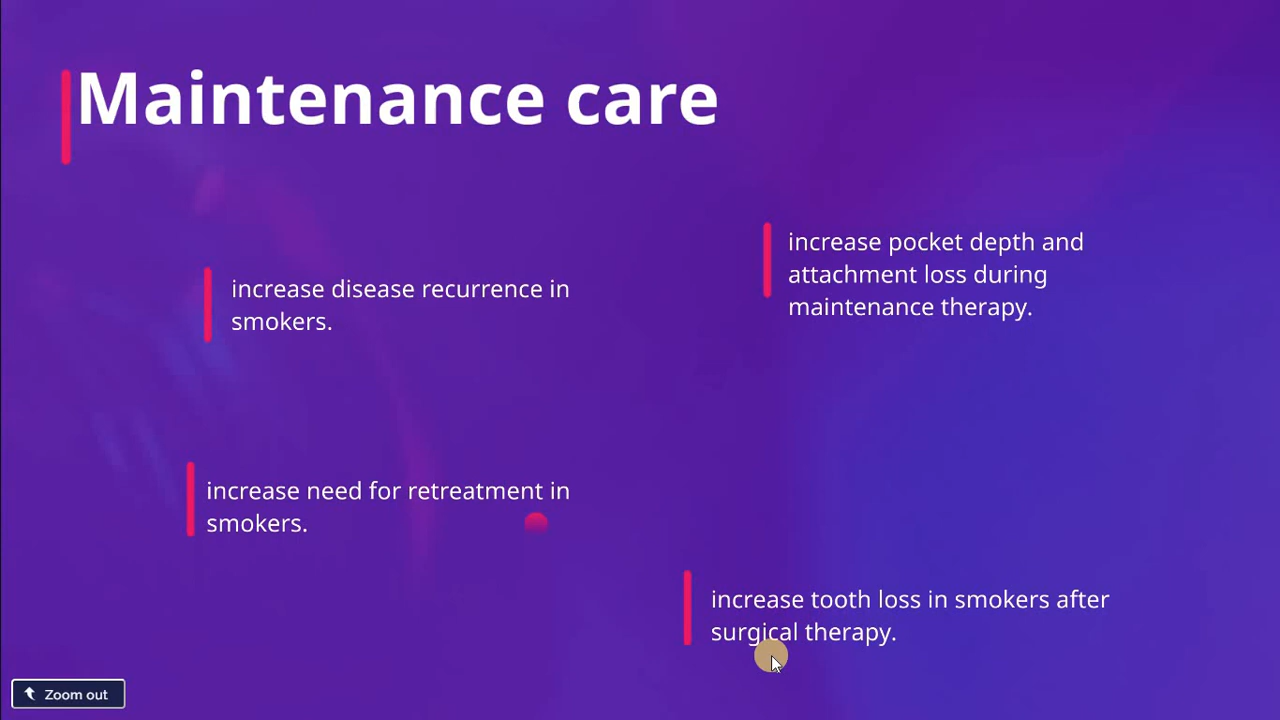 Maintenance care
increase disease recurrence in
smokers.
increase pocket depth and
attachment loss during
maintenance therapy.
increase need for retreatment in
smokers.
increase tooth loss in smokers after
surgical therapy.
Zoom out